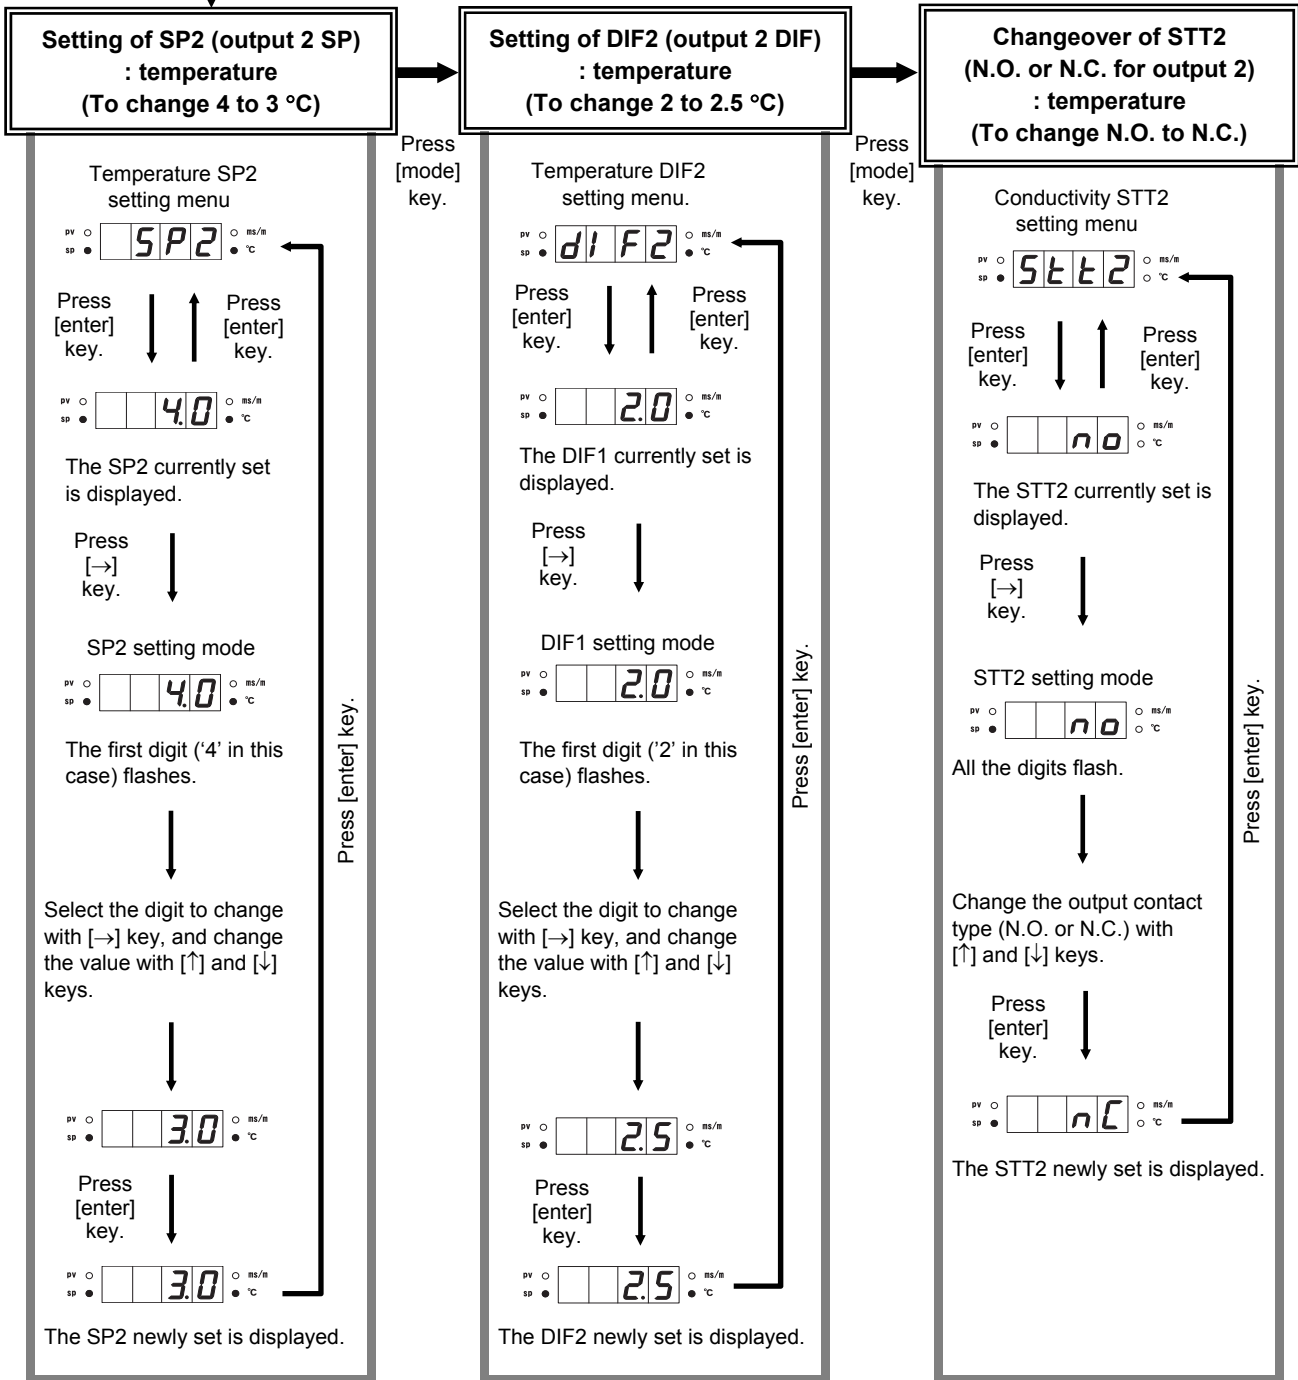 Setting of SP2 (output 2 SP)
: temperature
(To change 4 to 3 °C)
Press
[mode]
key.
Temperature SP2
setting menu
pv SP2 ms/m
sp °C
Press
[enter]
key.
Press
[enter]
key.
pv 4.0 ms/m
sp °C
The SP2 currently set
is displayed.
Press
[→]
key.
SP2 setting mode
pv 4.0 ms/m
sp °C
The first digit (‘4’ in this
case) flashes.
Select the digit to change
with [→] key, and change
the value with [↑] and [↓]
keys.
pv 3.0 ms/m
sp °C
Press
[enter]
key.
pv 3.0 ms/m
sp °C
The SP2 newly set is displayed.
Press [enter] key.
Setting of DIF2 (output 2 DIF)
: temperature
(To change 2 to 2.5 °C)
Press
[mode]
key.
Temperature DIF2
setting menu.
pv dIF2 ms/m
sp °C
Press
[enter]
key.
Press
[enter]
key.
pv 2.0 ms/m
sp °C
The DIF1 currently set is
displayed.
Press
[→]
key.
DIF1 setting mode
pv 2.0 ms/m
sp °C
The first digit (’2’ in this
case) flashes.
Select the digit to change
with [→] key, and change
the value with [↑] and [↓]
keys.
pv 2.5 ms/m
sp °C
Press
[enter]
key.
pv 2.5 ms/m
sp °C
The DIF2 newly set is displayed.
Press [enter] key.
Changeover of STT2
(N.O. or N.C. for output 2)
: temperature
(To change N.O. to N.C.)
Conductivity STT2
setting menu
pv Stt2 ms/m
sp °C
Press
[enter]
key.
Press
[enter]
key.
pv no ms/m
sp °C
The STT2 currently set is
displayed.
Press
[→]
key.
STT2 setting mode
pv no ms/m
sp °C
All the digits flash.
Change the output contact
type (N.O. or N.C.) with
[↑] and [↓] keys.
Press
[enter]
key.
pv nC ms/m
sp °C
The STT2 newly set is displayed.
Press [enter] key.